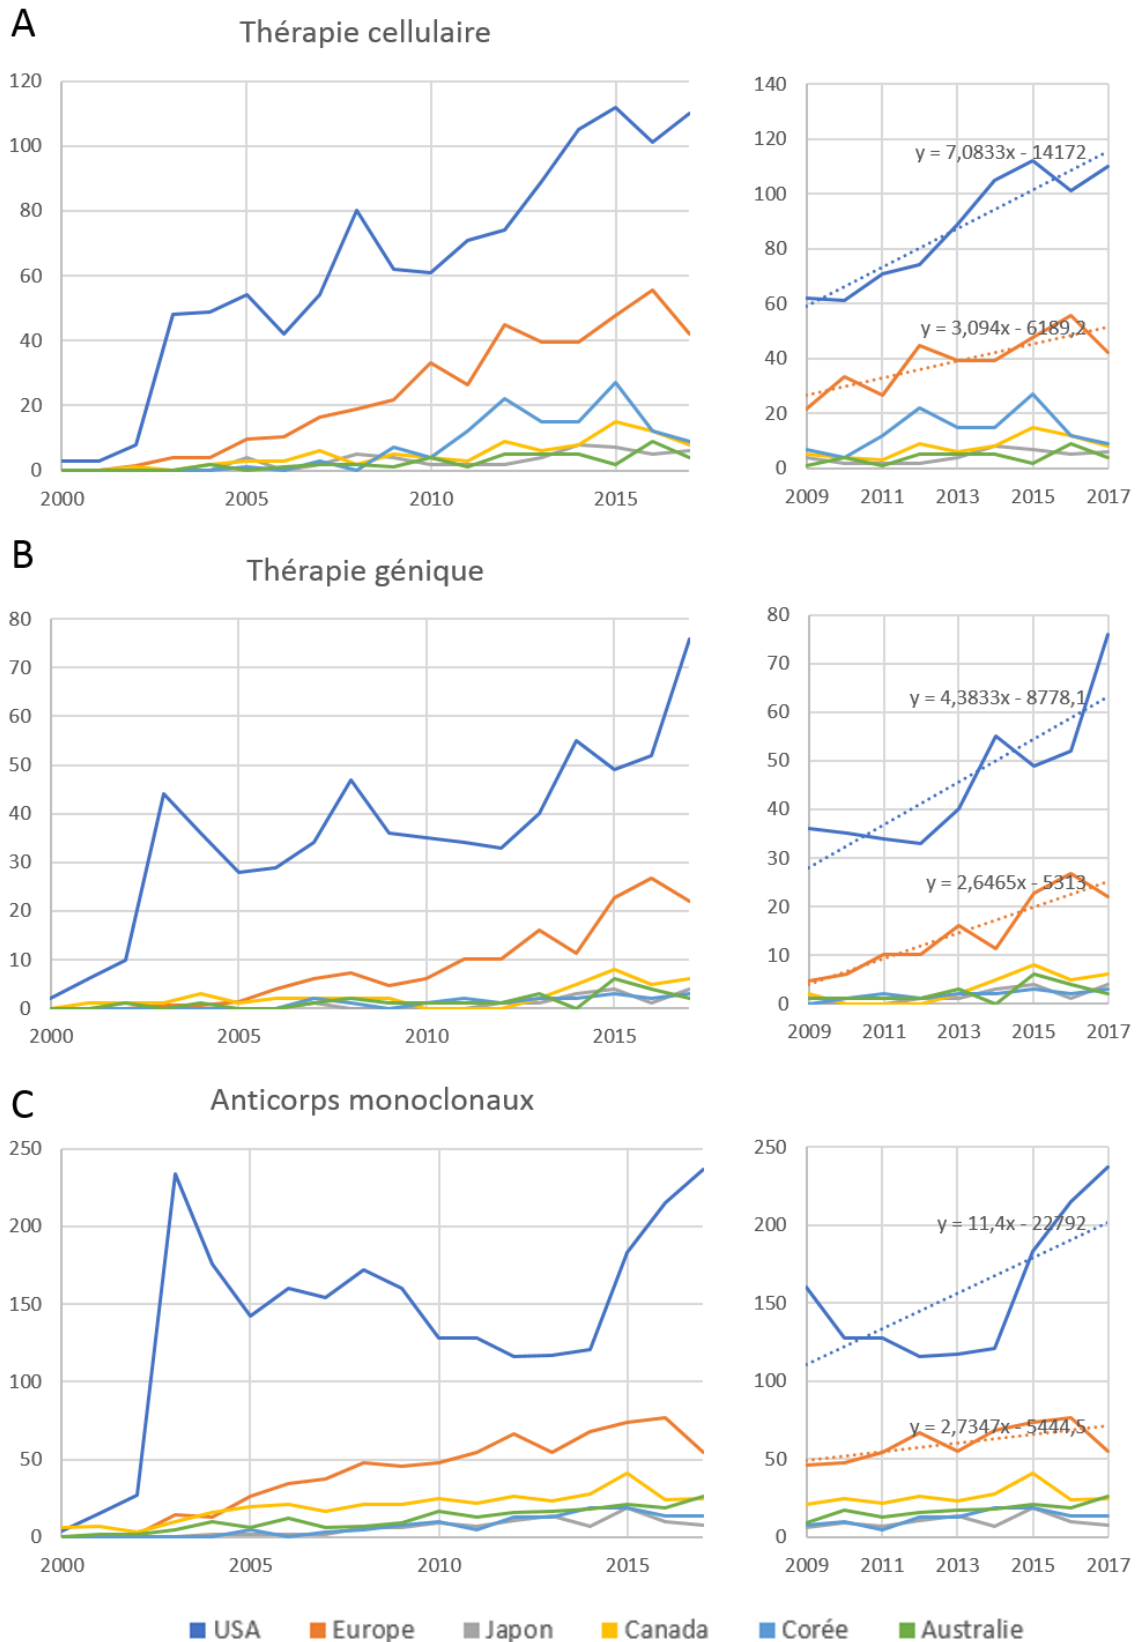 A
Thérapie cellulaire
120
100
80
60
40
20
0
2000 2005 2010 2015
140
120
100
80
60
40
20
0
y = 7,0833x - 14172
y = 3,094x - 6189,2
2009 2011 2013 2015 2017
B
Thérapie génique
80
70
60
50
40
30
20
10
0
2000 2005 2010 2015
80
70
60
50
40
30
20
10
0
y = 4,3833x - 8778,1
y = 2,6465x - 5313
2009 2011 2013 2015 2017
C
Anticorps monoclonaux
250
200
150
100
50
0
2000 2005 2010 2015
250
200
150
100
50
0
y = 11,4x - 22792
y = 2,7347x - 5444,5
2009 2011 2013 2015 2017
USA Europe Japon Canada Corée Australie